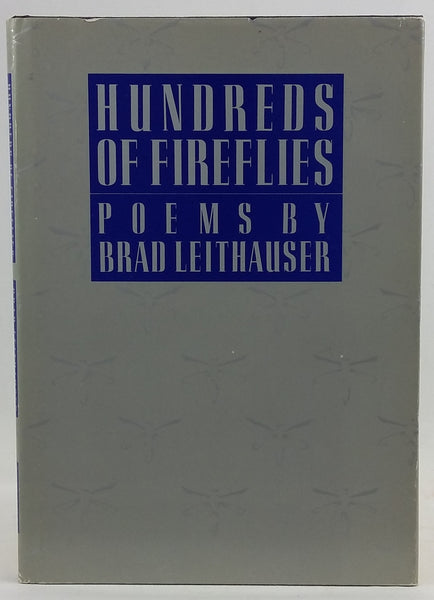 HUNDREDS
OF FIREFLIES
POEMS BY
BRAD LEITHAUSER